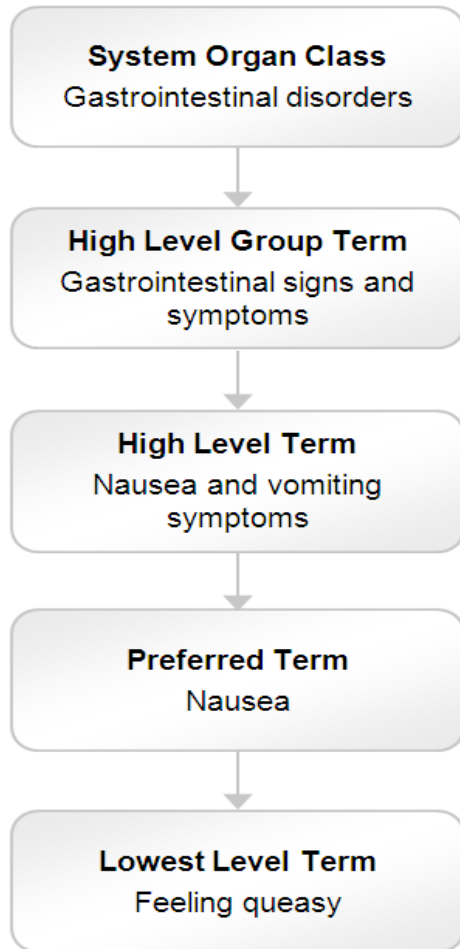 System Organ Class
Gastrointestinal disorders
High Level Group Term
Gastrointestinal signs and
symptoms
High Level Term
Nausea and vomiting
symptoms
Preferred Term
Nausea
Lowest Level Term
Feeling queasy